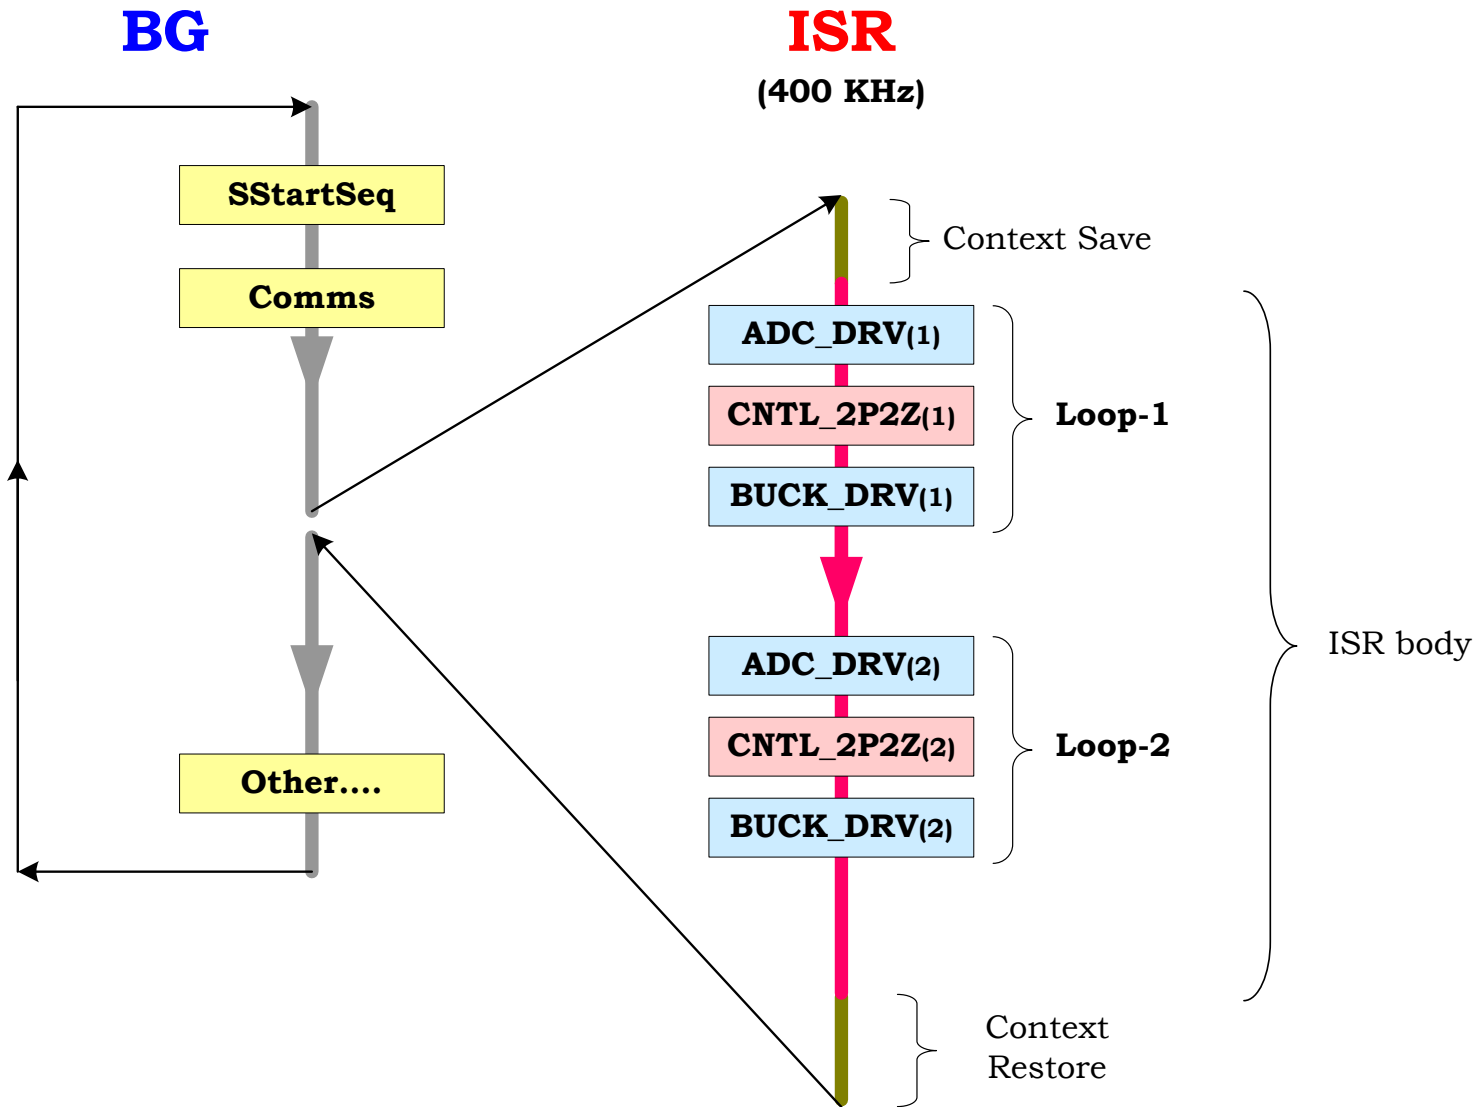 BG
SStartSeq
Comms
Other....
ISR
(400 KHz)
Context Save
ADC_DRV(1)
CNTL_2P2Z(1)
BUCK_DRV(1)
Loop-1
ADC_DRV(2)
CNTL_2P2Z(2)
BUCK_DRV(2)
Loop-2
ISR body
Context
Restore